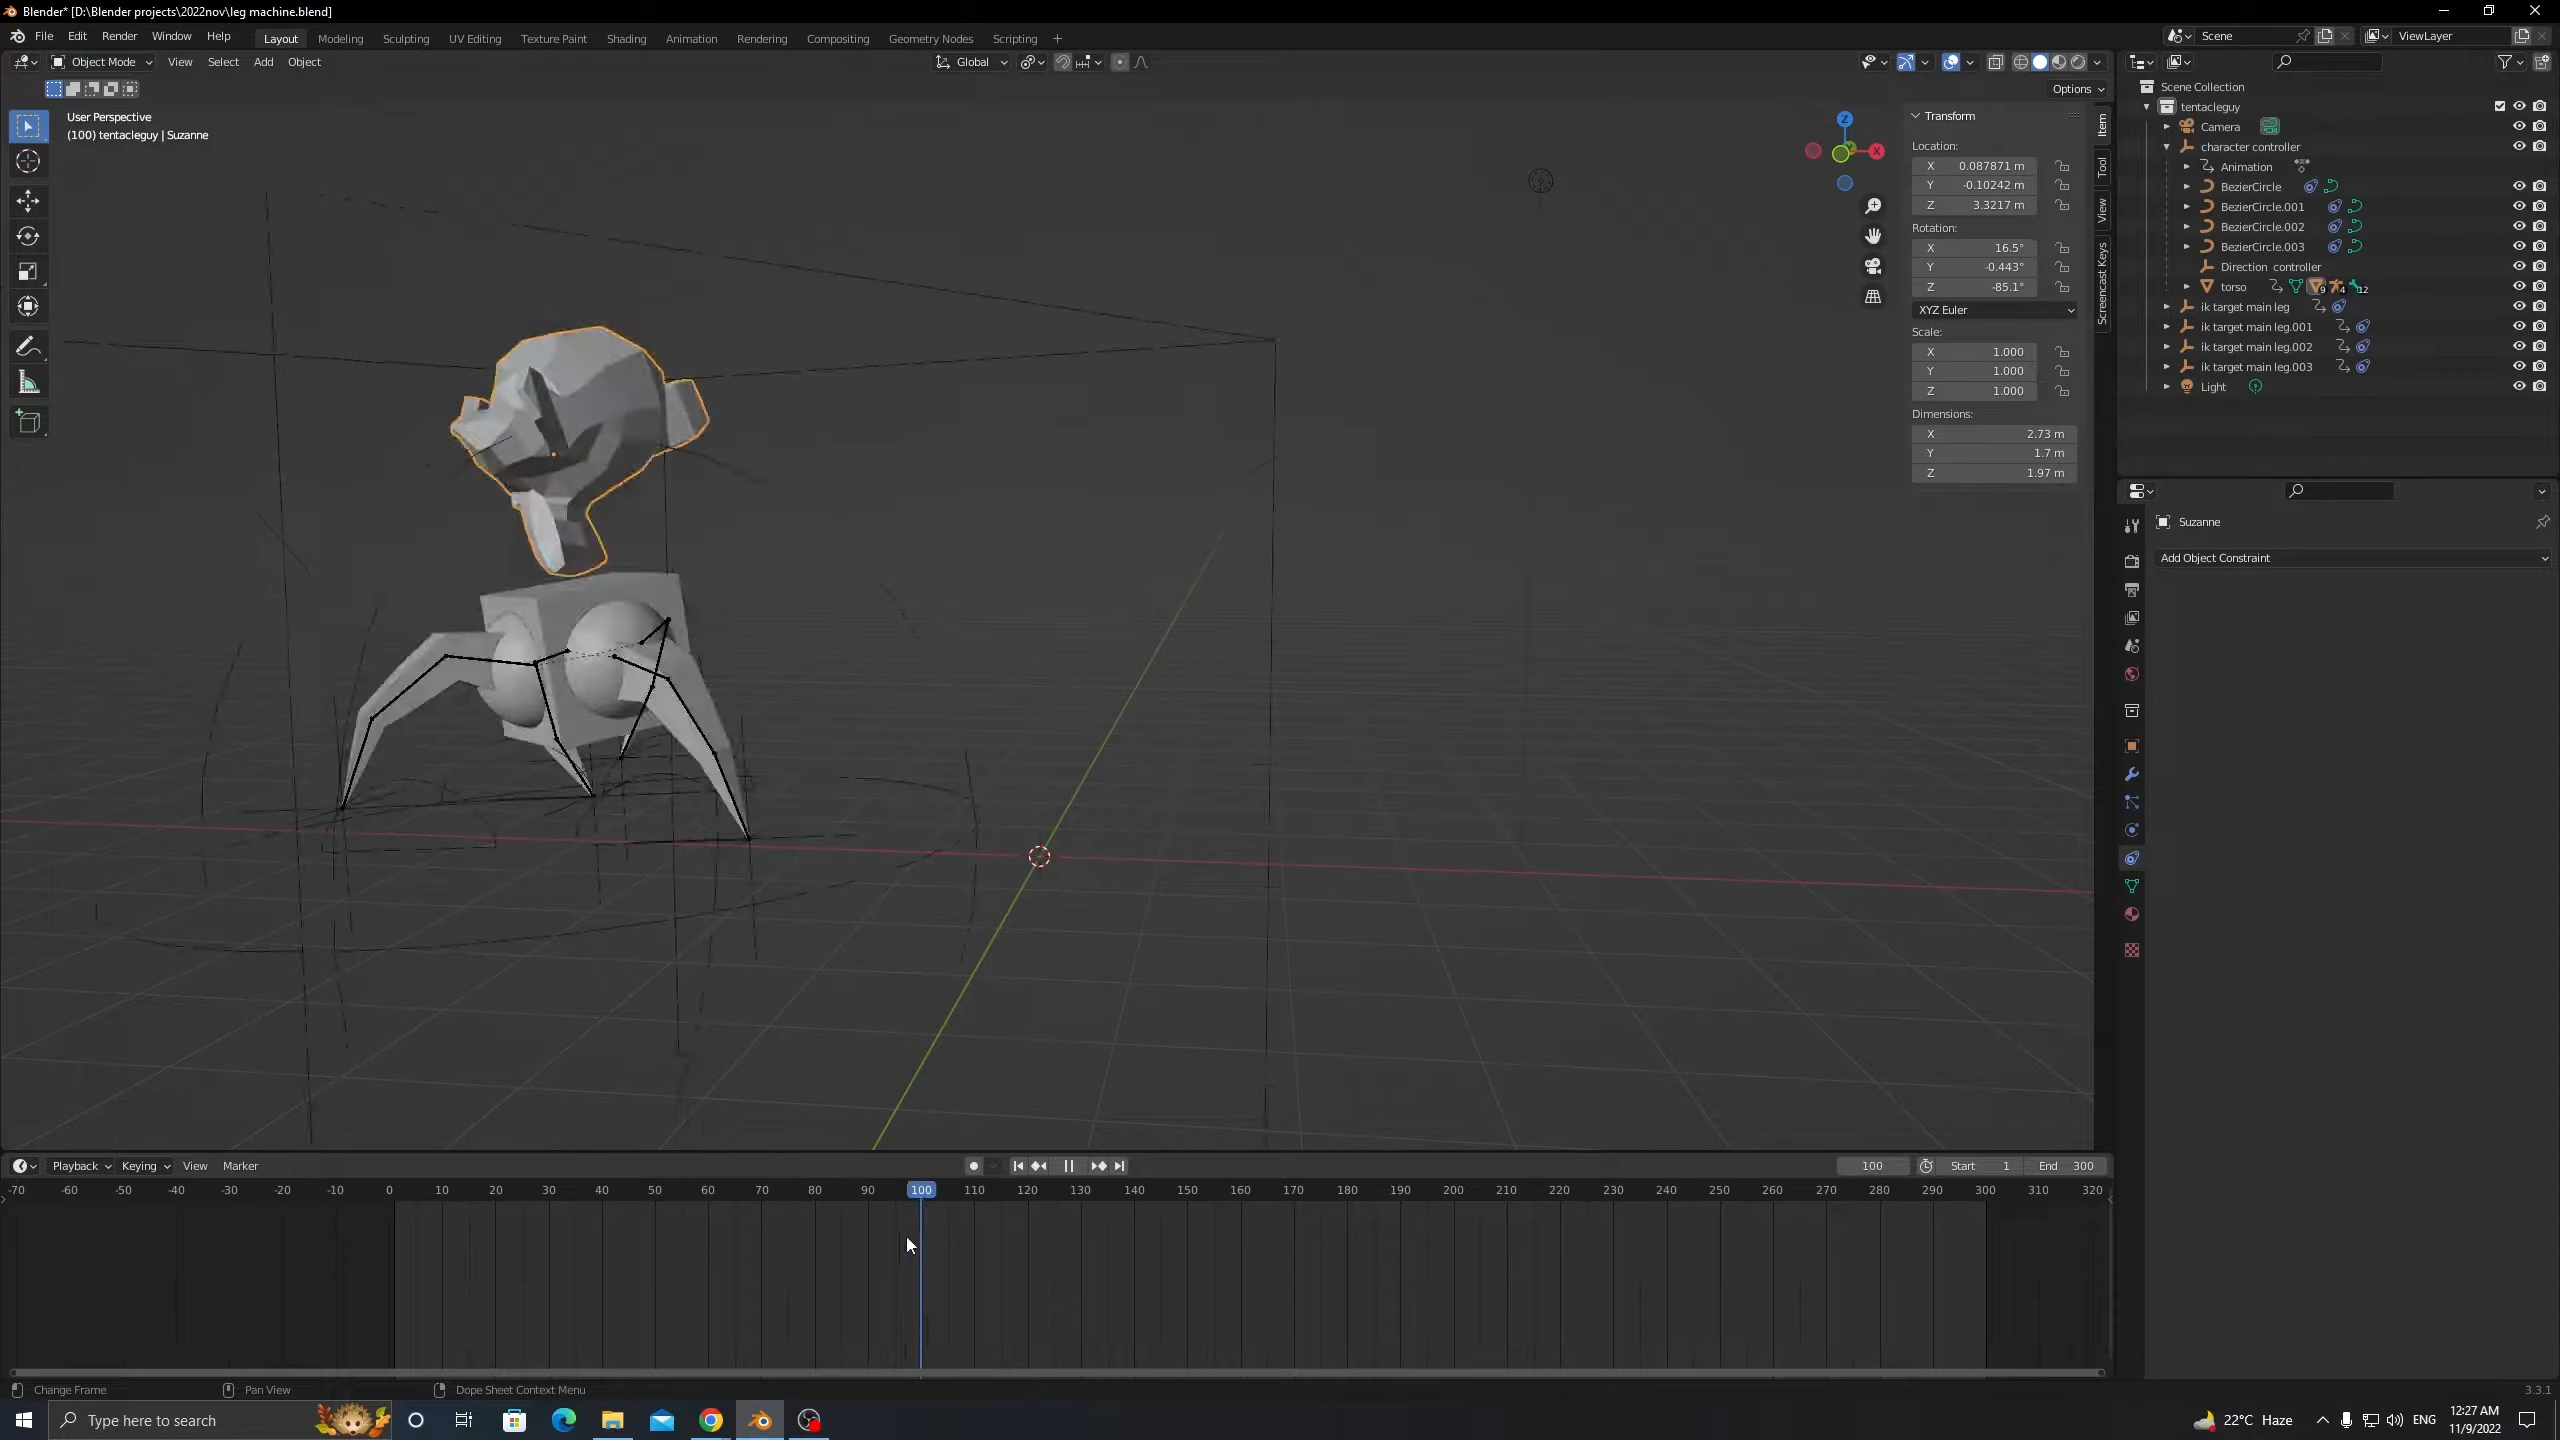 Blender* [D:\Blender projects\2022nov\leg machine.blend]
File Edit Render Window Help Layout Modeling Sculpting UV Editing Texture Paint Shading Animation Rendering Compositing Geometry Nodes Scripting + Scene ViewLayer
Object Mode View Select Add Object Global
Options
User Perspective
(100) tentacleguy | Suzanne
Z
X
Transform
Location:
X 0.087871 m
Y -0.10242 m
Z 3.3217 m
Rotation:
X 16.5°
Y -0.443°
Z -85.1°
XYZ Euler
Scale:
X 1.000
Y 1.000
Z 1.000
Dimensions:
X 2.73 m
Y 1.7 m
Z 1.97 m
Item
Tool
View
Screencast Keys
Scene Collection
tentacleguy
Camera
character controller
Animation
BezierCircle
BezierCircle.001
BezierCircle.002
BezierCircle.003
Direction controller
torso 9 4 12
ik target main leg
ik target main leg.001
ik target main leg.002
ik target main leg.003
Light
Suzanne
Add Object Constraint
Playback Keying View Marker 100 Start 1 End 300
-70 -60 -50 -40 -30 -20 -10 0 10 20 30 40 50 60 70 80 90 100 110 120 130 140 150 160 170 180 190 200 210 220 230 240 250 260 270 280 290 300 310 320
Change Frame Pan View Dope Sheet Context Menu 3.3.1
Type here to search 22°C Haze ENG 12:27 AM
11/9/2022